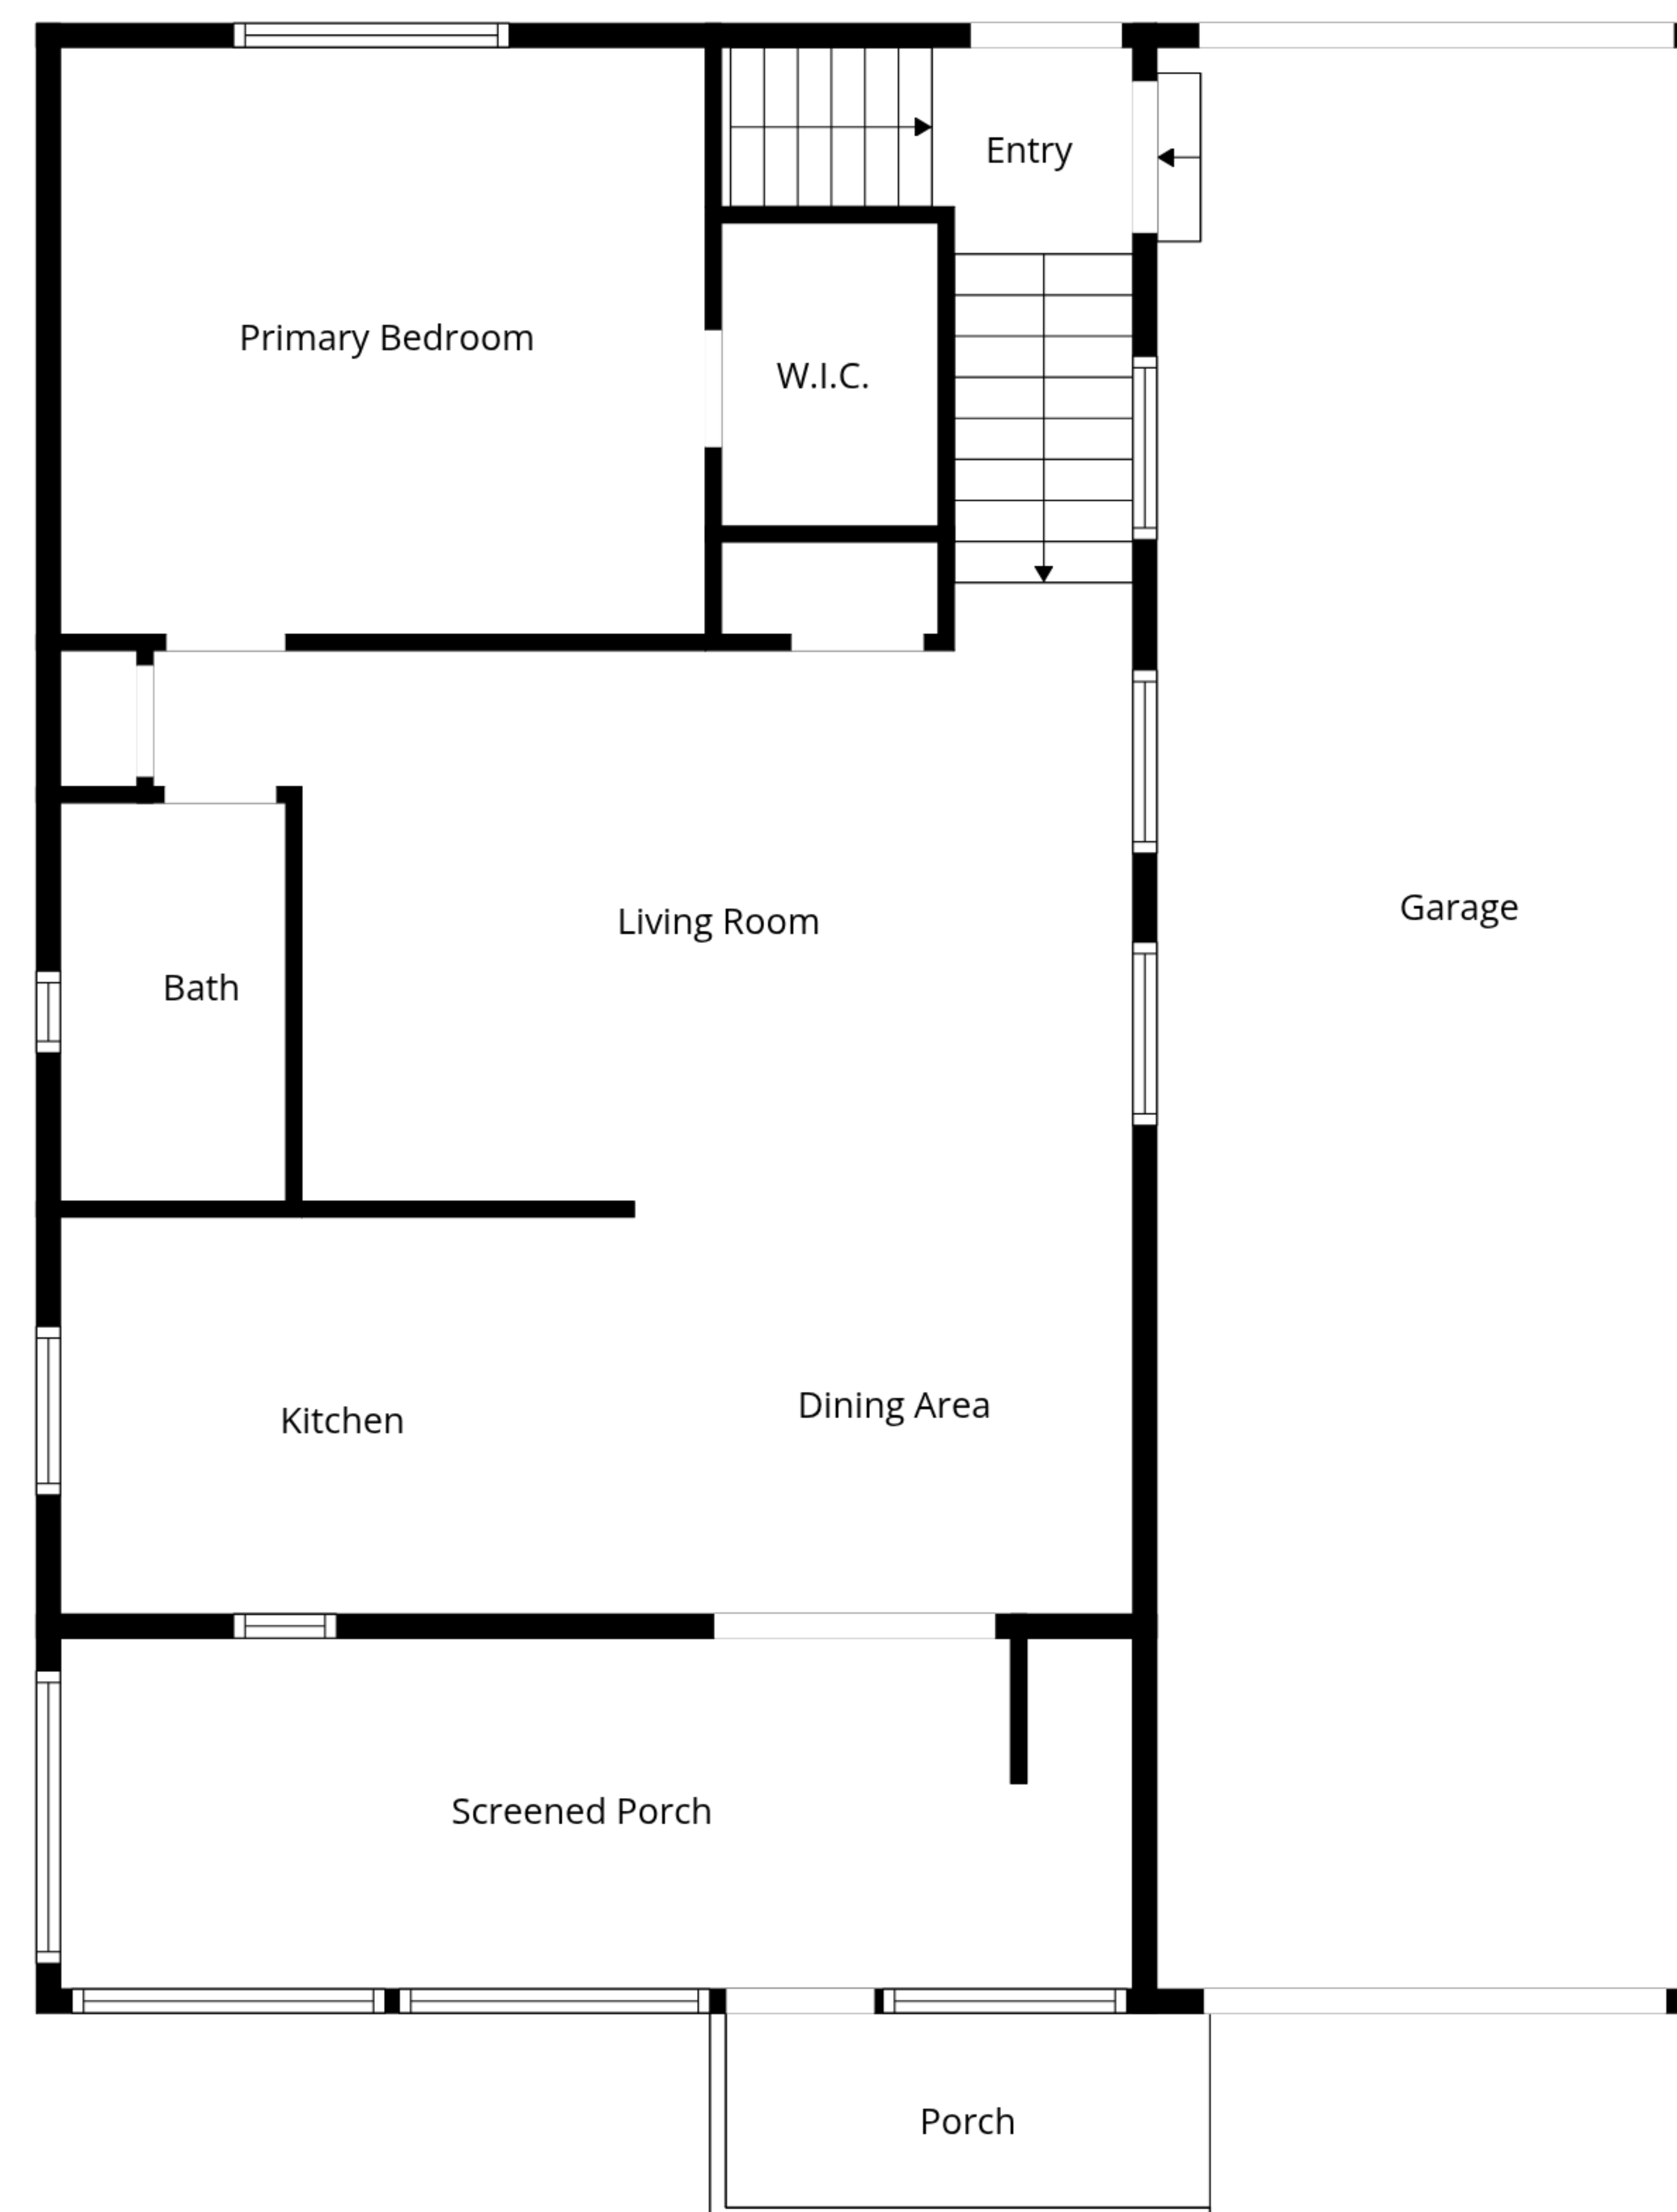 Entry
Primary Bedroom
W.I.C.
Living Room
Garage
Bath
Kitchen
Dining Area
Screened Porch
Porch